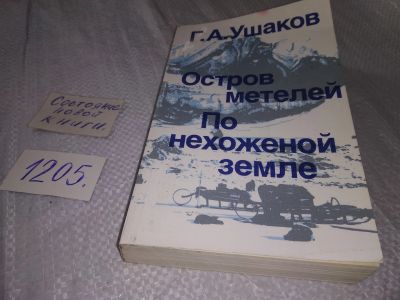 Г.А.Ушаков
Остров
метелей
По
нехоженой
земле
Состояние
новой
книги.
1205.